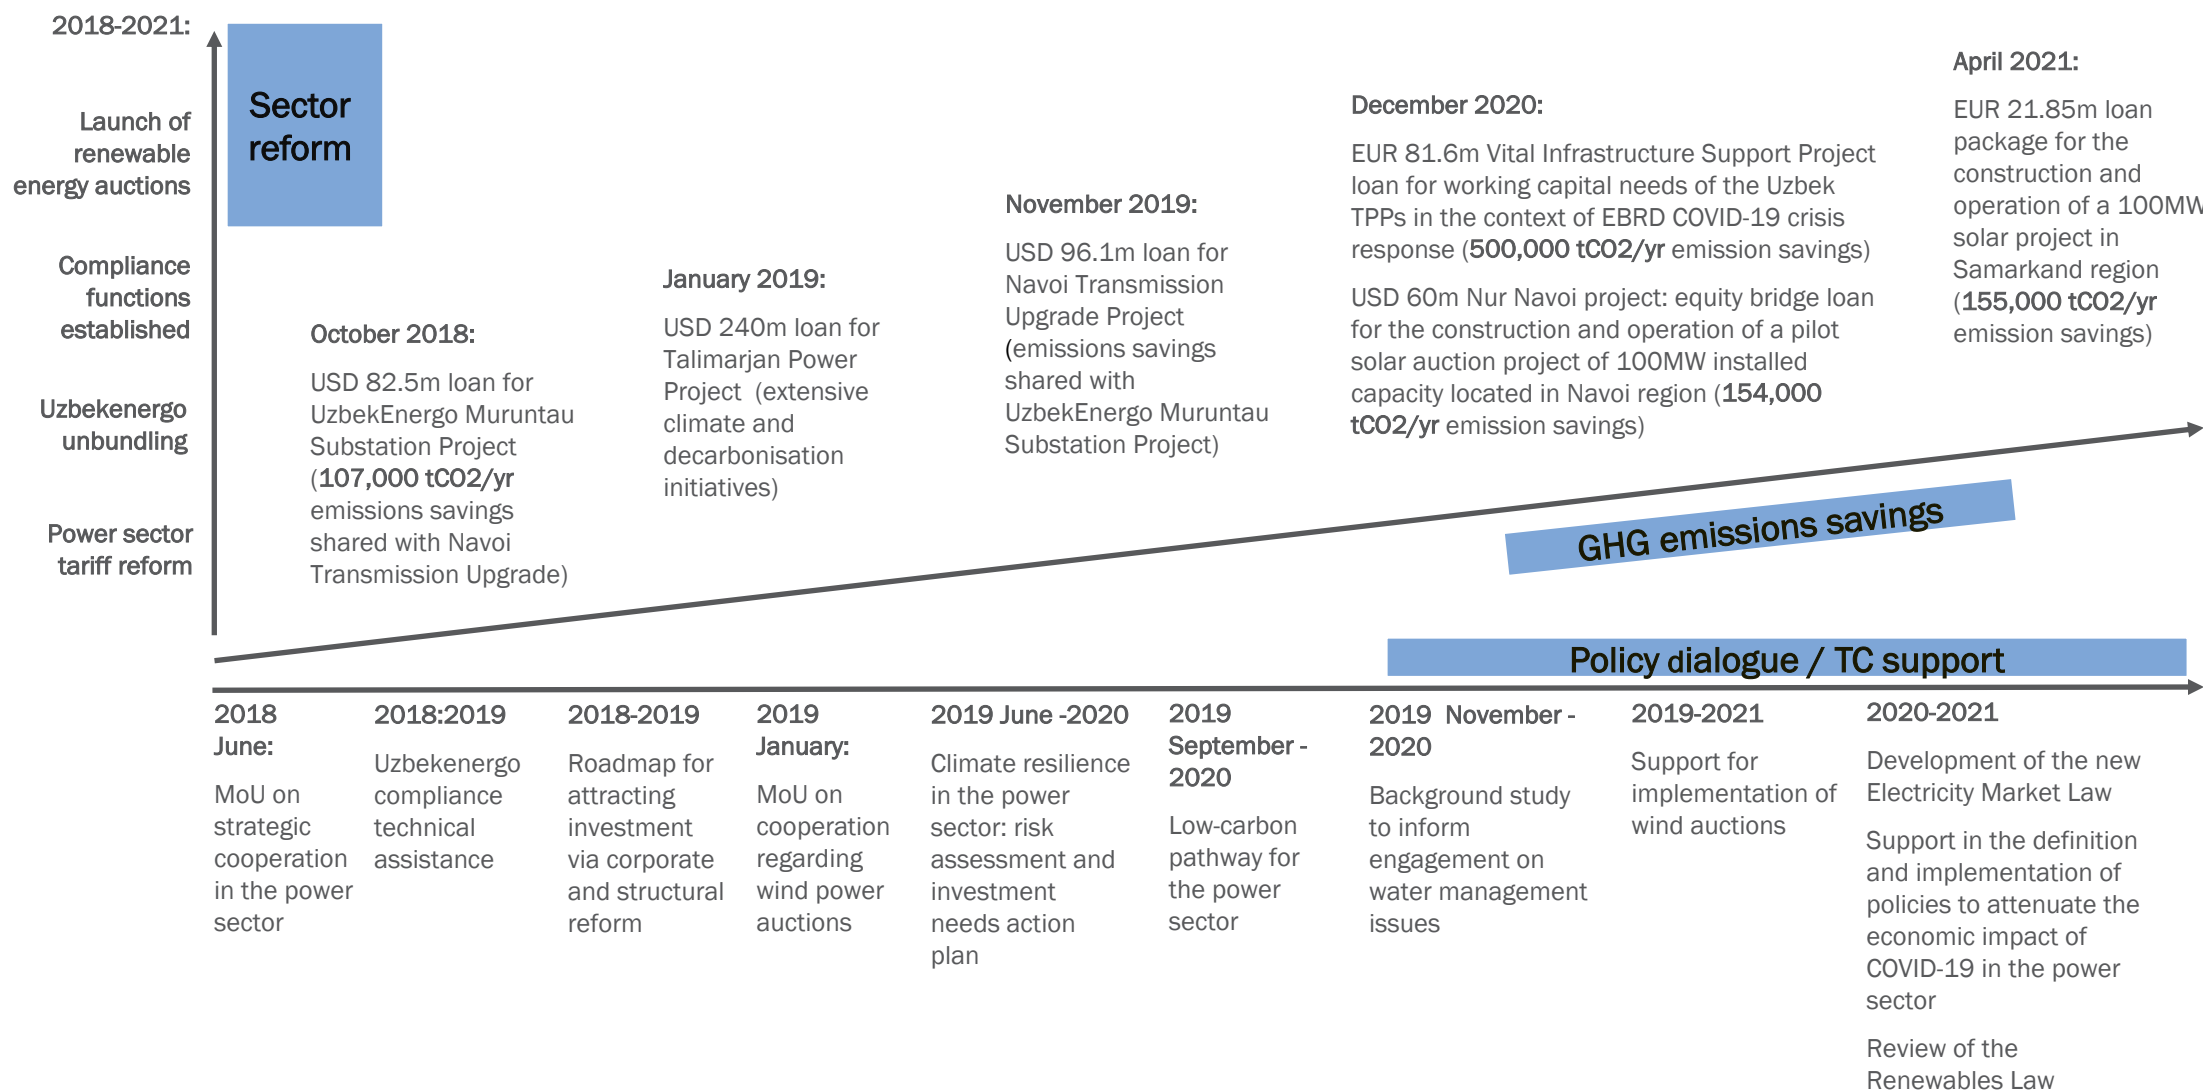 2018-2021:
Launch of
renewable
energy auctions
Compliance
functions
established
Uzbekenergo
unbundling
Power sector
tariff reform
Sector
reform
October 2018:
USD 82.5m loan for
UzbekEnergo Muruntau
Substation Project
(107,000 tCO2/yr
emissions savings
shared with Navoi
Transmission Upgrade)
January 2019:
USD 240m loan for
Talimarjan Power
Project (extensive
climate and
decarbonisation
initiatives)
November 2019:
USD 96.1m loan for
Navoi Transmission
Upgrade Project
(emissions savings
shared with
UzbekEnergo Muruntau
Substation Project)
December 2020:
EUR 81.6m Vital Infrastructure Support Project
loan for working capital needs of the Uzbek
TPPs in the context of EBRD COVID-19 crisis
response (500,000 tCO2/yr emission savings)
USD 60m Nur Navoi project: equity bridge loan
for the construction and operation of a pilot
solar auction project of 100MW installed
capacity located in Navoi region (154,000
tCO2/yr emission savings)
April 2021:
EUR 21.85m loan
package for the
construction and
operation of a 100MW
solar project in
Samarkand region
(155,000 tCO2/yr
emission savings)
GHG emissions savings
Policy dialogue / TC support
2018
June:
MoU on
strategic
cooperation
in the power
sector
2018:2019
Uzbekenergo
compliance
technical
assistance
2018-2019
Roadmap for
attracting
investment
via corporate
and structural
reform
2019
January:
MoU on
cooperation
regarding
wind power
auctions
2019 June -2020
Climate resilience
in the power
sector: risk
assessment and
investment
needs action
plan
2019
September -
2020
Low-carbon
pathway for
the power
sector
2019 November -
2020
Background study
to inform
engagement on
water management
issues
2019-2021
Support for
implementation of
wind auctions
2020-2021
Development of the new
Electricity Market Law
Support in the definition
and implementation of
policies to attenuate the
economic impact of
COVID-19 in the power
sector
Review of the
Renewables Law